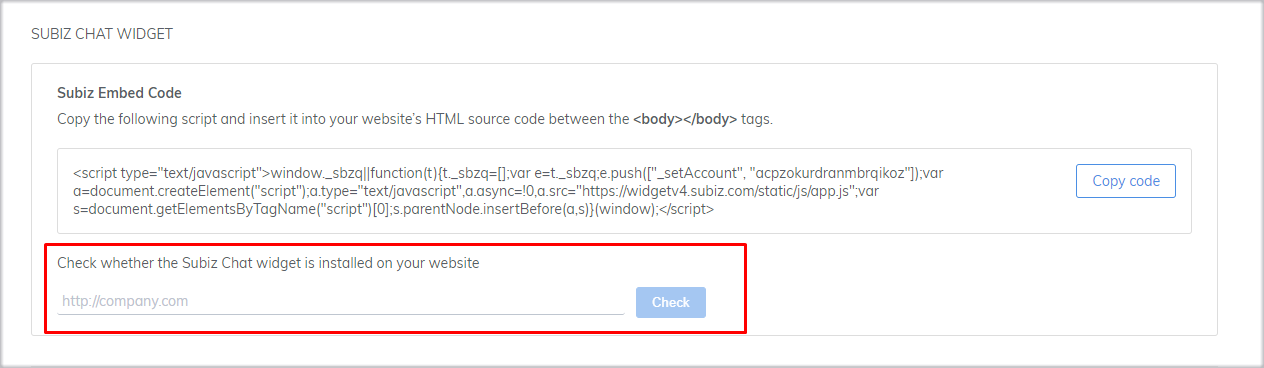 SUBIZ CHAT WIDGET
Subiz Embed Code
Copy the following script and insert it into your website’s HTML source code between the <body></body> tags.
<script type="text/javascript">window._sbzq||function(t){t._sbzq=[];var e=t._sbzq;e.push(["_setAccount", "acpzokurdranmbrqikoz"]);var
a=document.createElement("script");a.type="text/javascript",a.async=!0,a.src="https://widgetv4.subiz.com/static/js/app.js";var
s=document.getElementsByTagName("script")[0];s.parentNode.insertBefore(a,s)}(window);</script>
Copy code
Check whether the Subiz Chat widget is installed on your website
http://company.com
Check